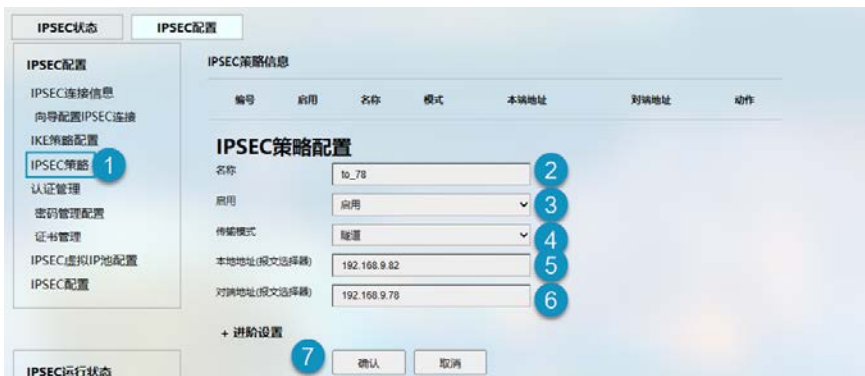 IPSEC状态 IPSEC配置
IPSEC配置
IPSEC连接信息
向导配置IPSEC连接
IKE策略配置
IPSEC策略 1
认证管理
密码管理配置
证书管理
IPSEC虚拟IP池配置
IPSEC配置
IPSEC运行状态
IPSEC策略信息
编号 启用 名称 模式 本端地址 对端地址 动作
IPSEC策略配置
名称 to_78 2
启用 启用 3
传输模式 隧道 4
本地地址(报文选择器) 192.168.9.82 5
对端地址(报文选择器) 192.168.9.78 6
+ 进阶设置
7 确认 取消